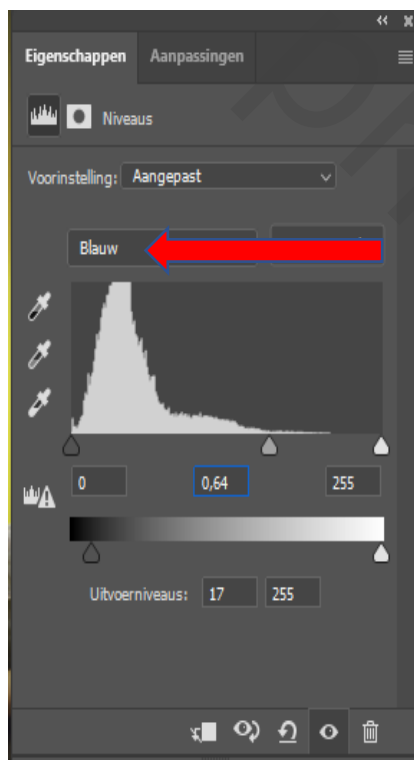 Eigenschappen Aanpassingen
Niveaus
Voorinstelling: Aangepast
Blauw
0 0,64 255
Uitvoerniveaus: 17 255